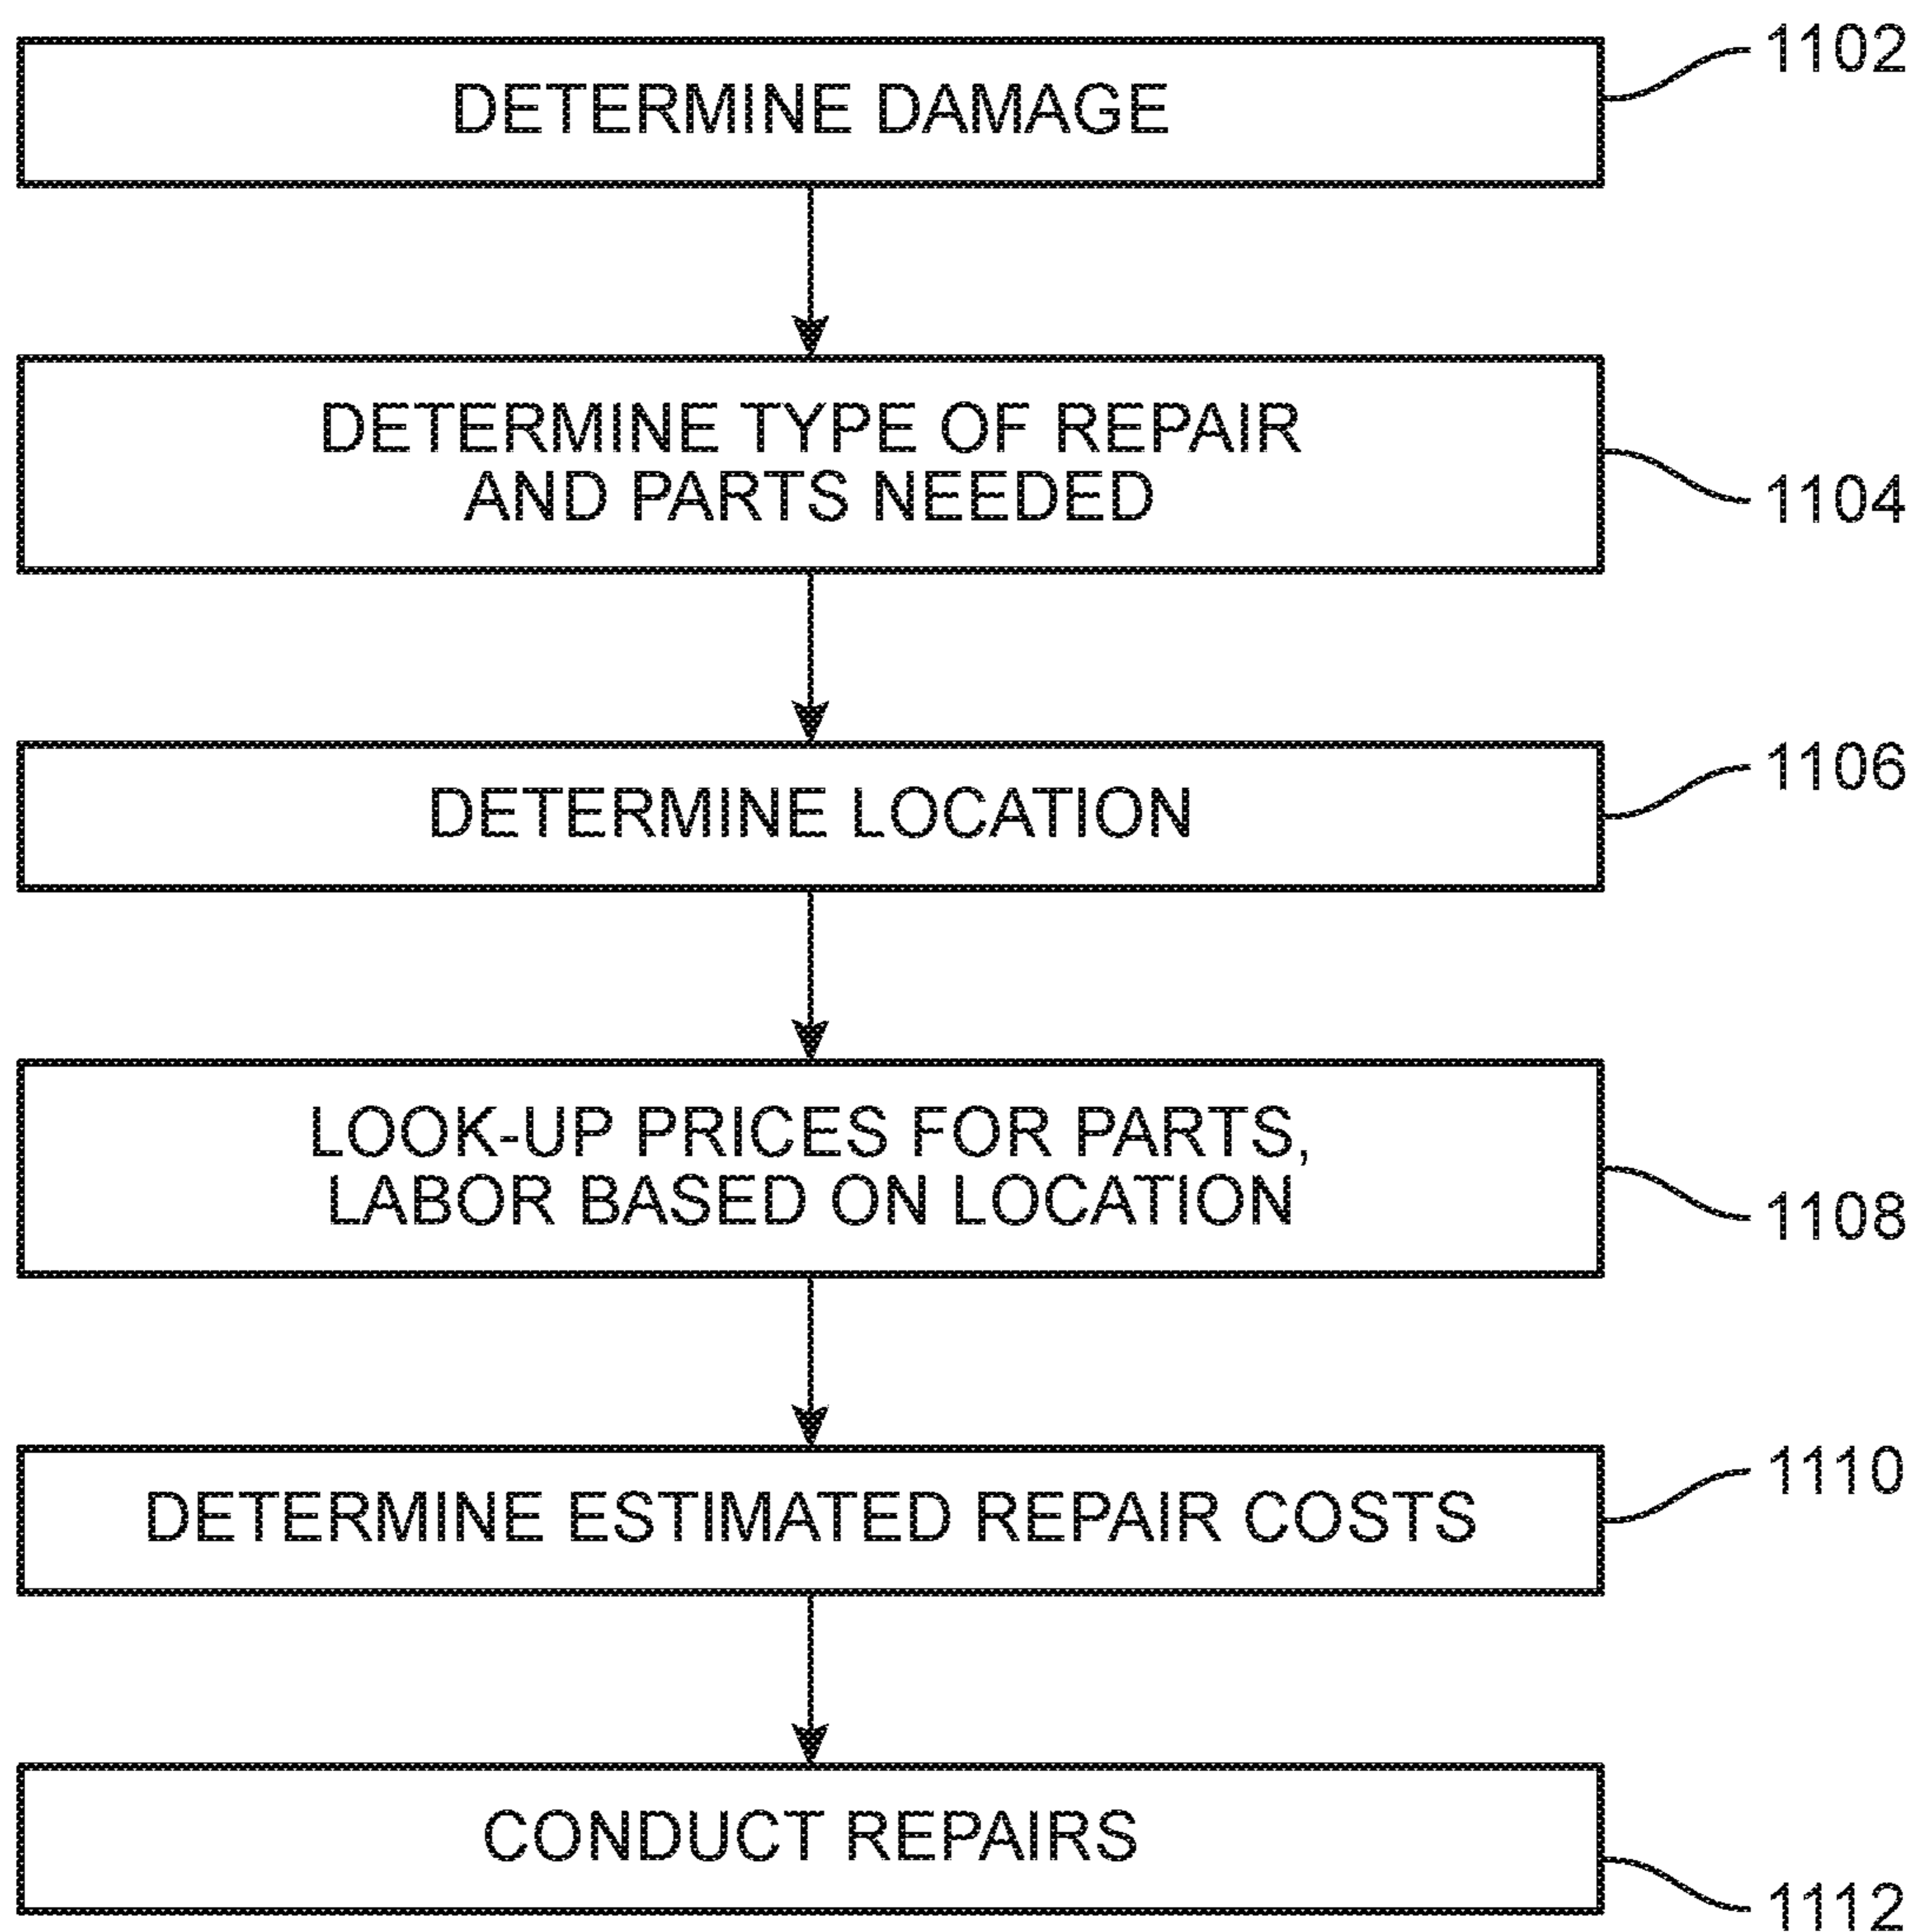 1102
DETERMINE DAMAGE
DETERMINE TYPE OF REPAIR
AND PARTS NEEDED
1104
1106
DETERMINE LOCATION
LOOK-UP PRICES FOR PARTS,
LABOR BASED ON LOCATION
1108
1110
DETERMINE ESTIMATED REPAIR COSTS
CONDUCT REPAIRS
1112